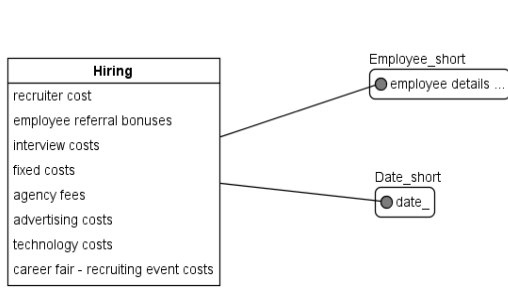 Hiring
recruiter cost
employee referral bonuses
interview costs
fixed costs
agency fees
advertising costs
technology costs
career fair - recruiting event costs
Employee_short
employee details ...
Date_short
date_